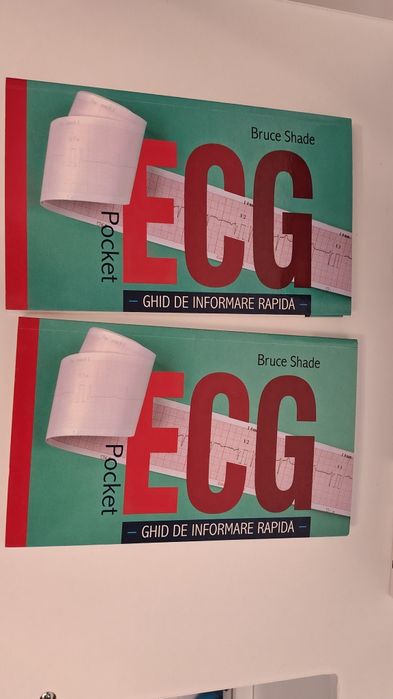 Bruce Shade
Pocket
ECG
– GHID DE INFORMARE RAPIDA –
Bruce Shade
Pocket
ECG
– GHID DE INFORMARE RAPIDA –